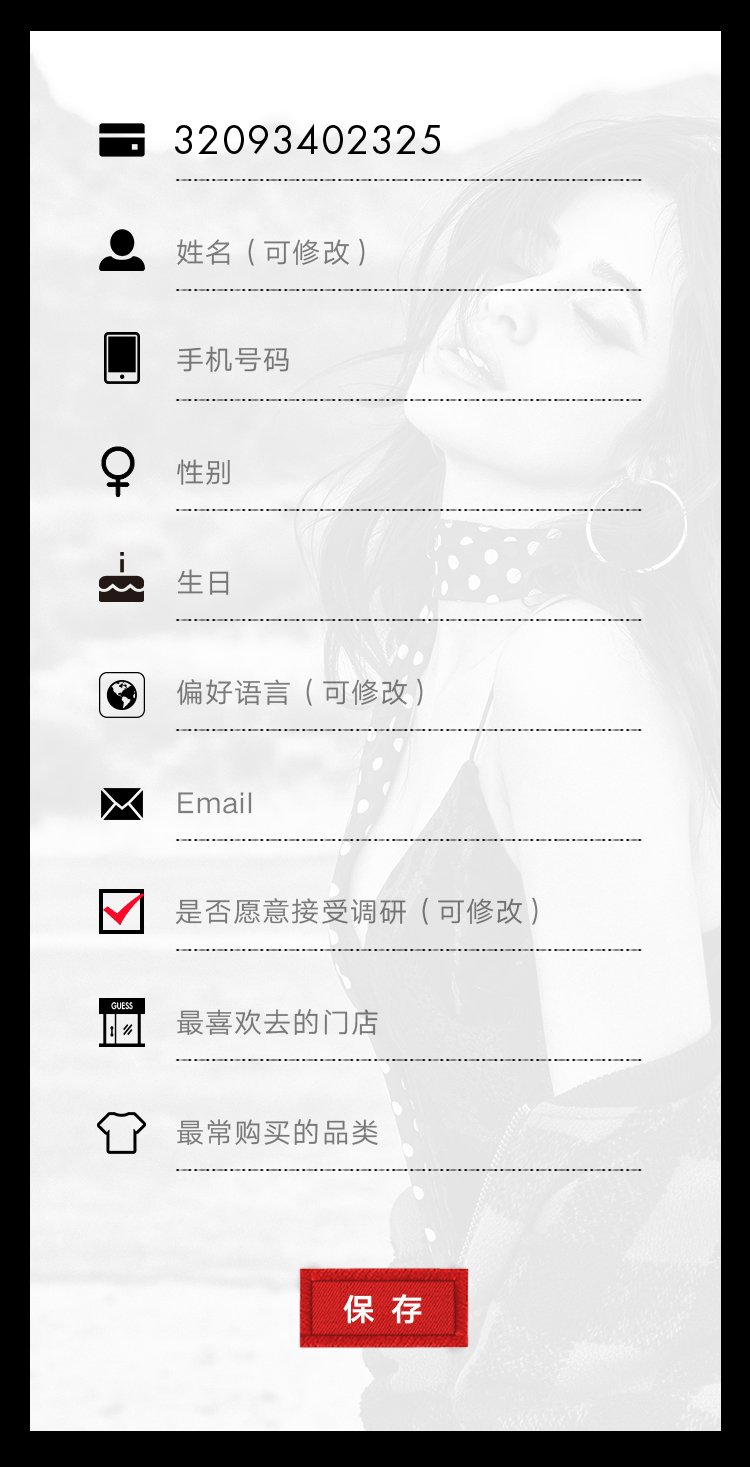 32093402325
姓名（可修改）
手机号码
性别
生日
偏好语言（可修改）
Email
是否愿意接受调研（可修改）
GUESS
最喜欢去的门店
最常购买的品类
保存